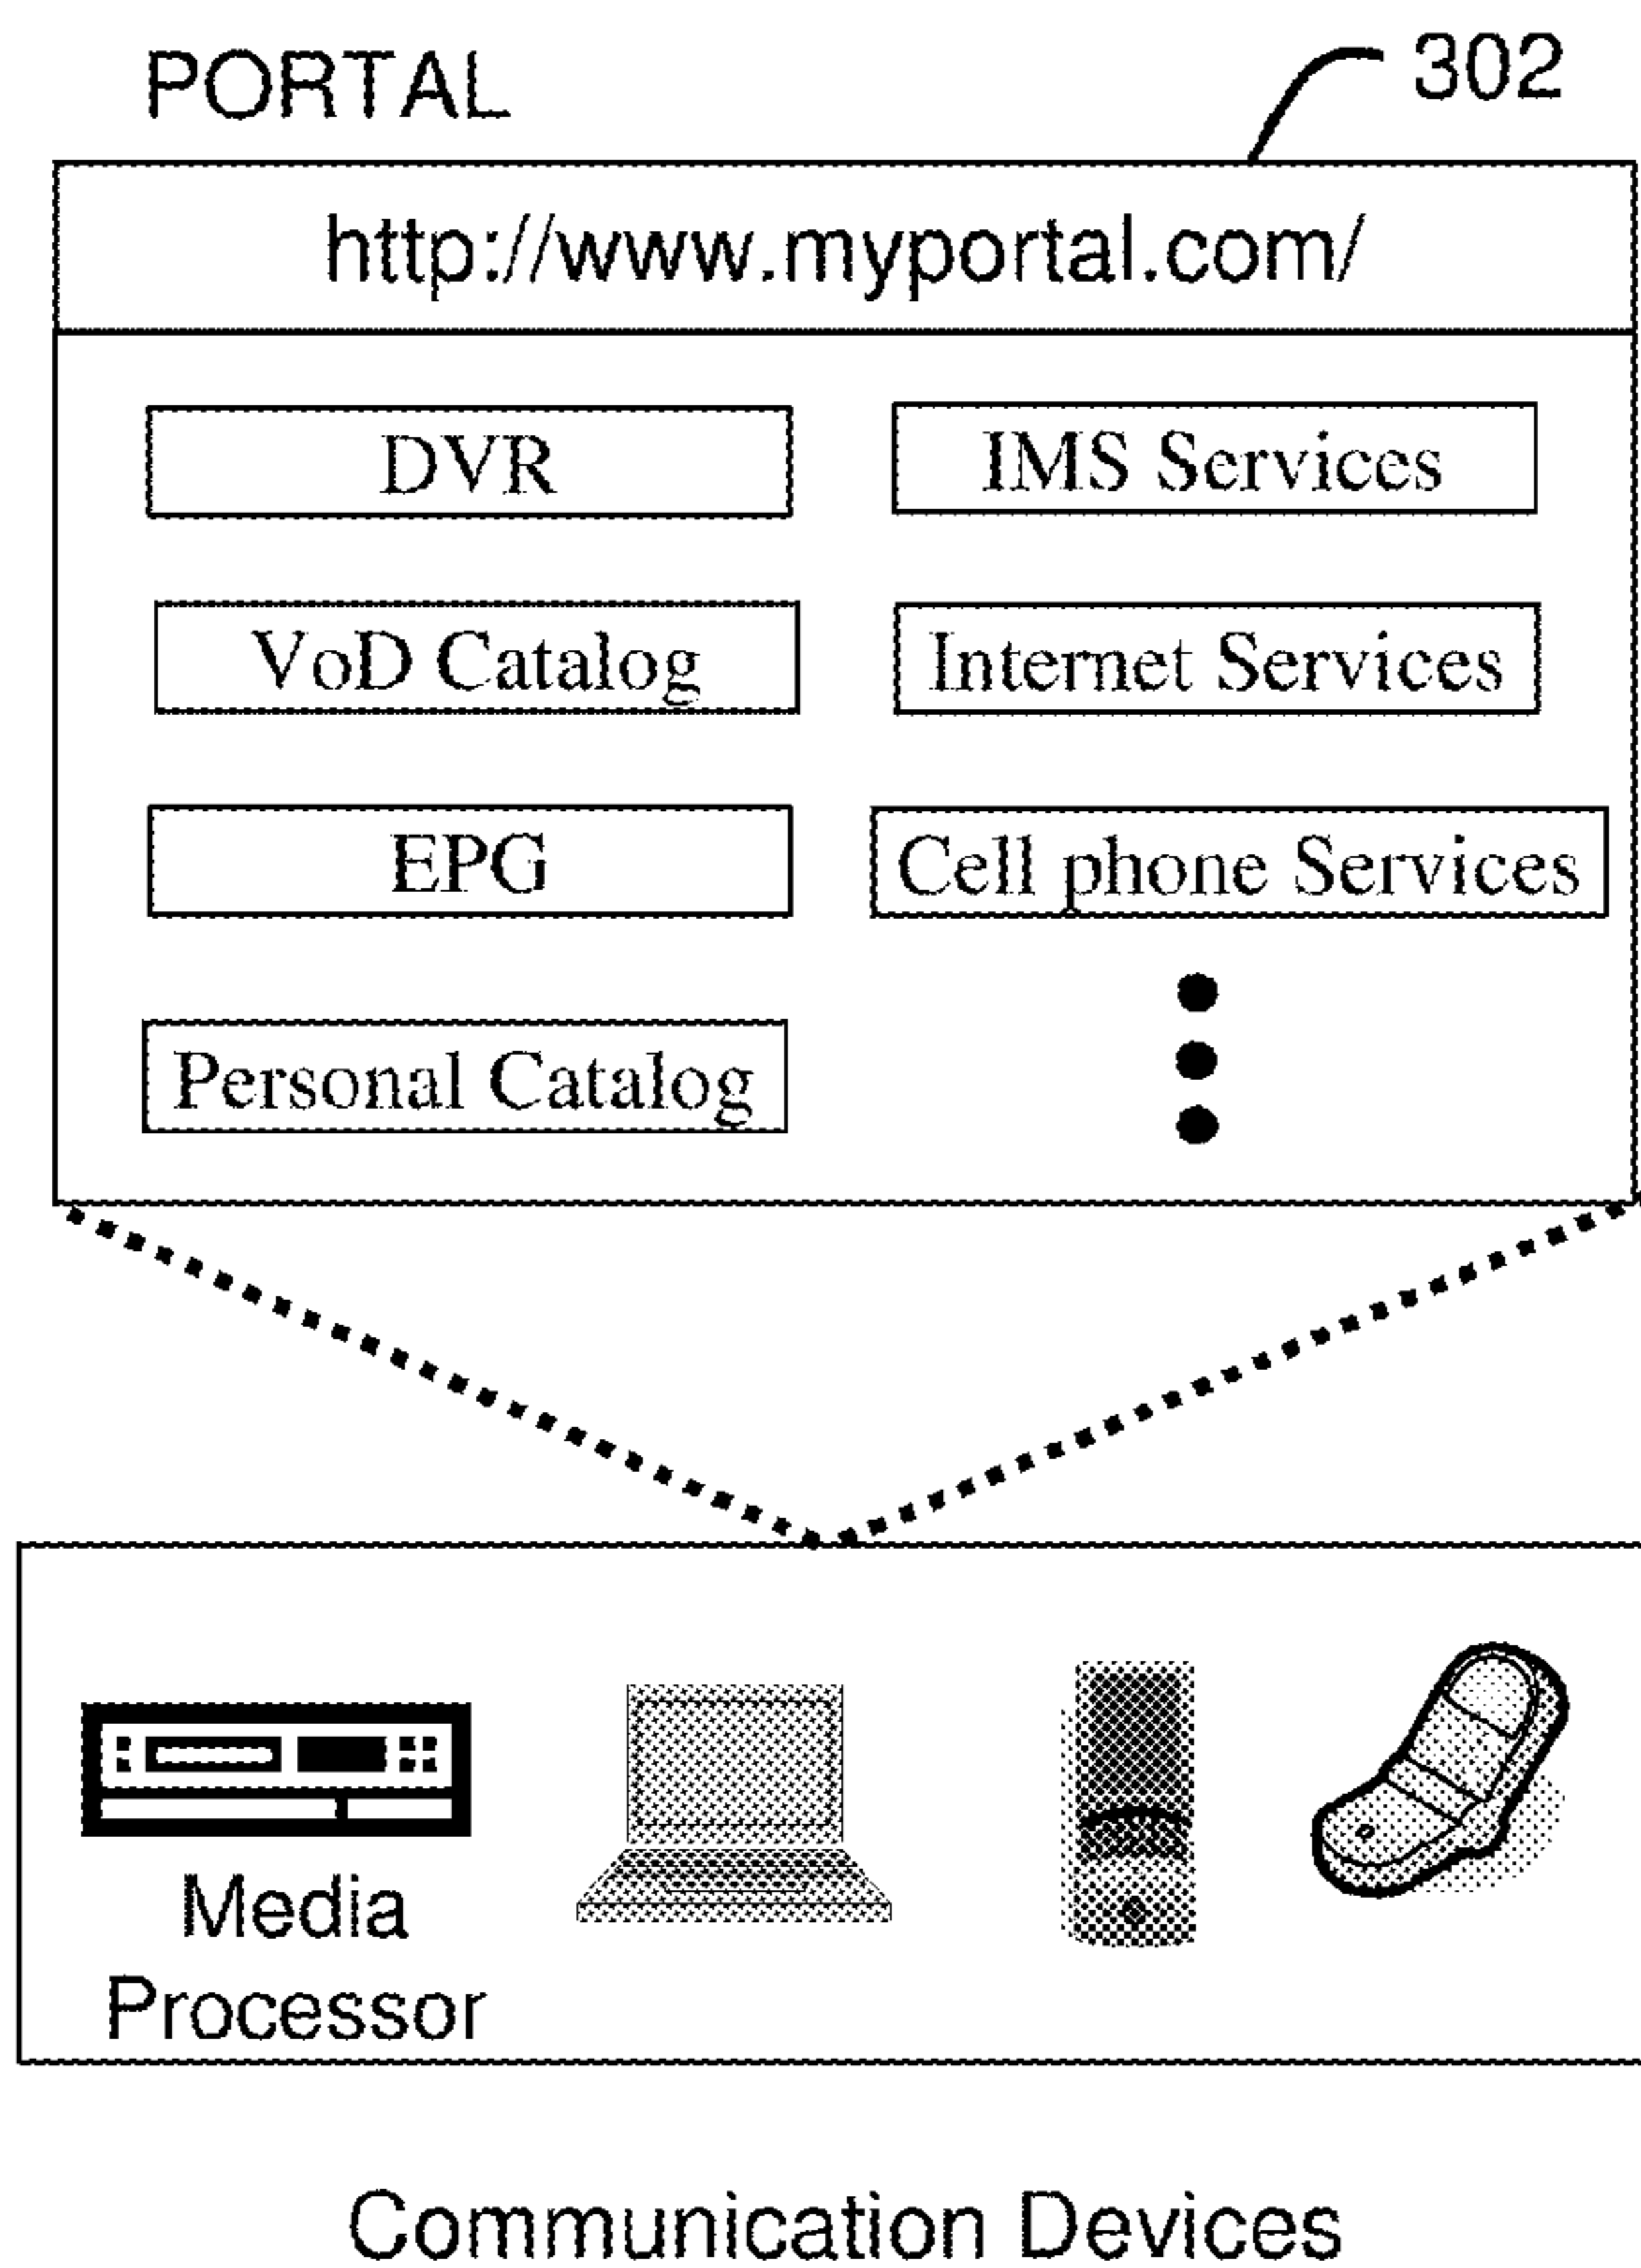 PORTAL
302
http://www.myportal.com/
DVR
IMS Services
VoD Catalog
Internet Services
EPG
Cell phone Services
Personal Catalog
Media
Processor
Communication Devices